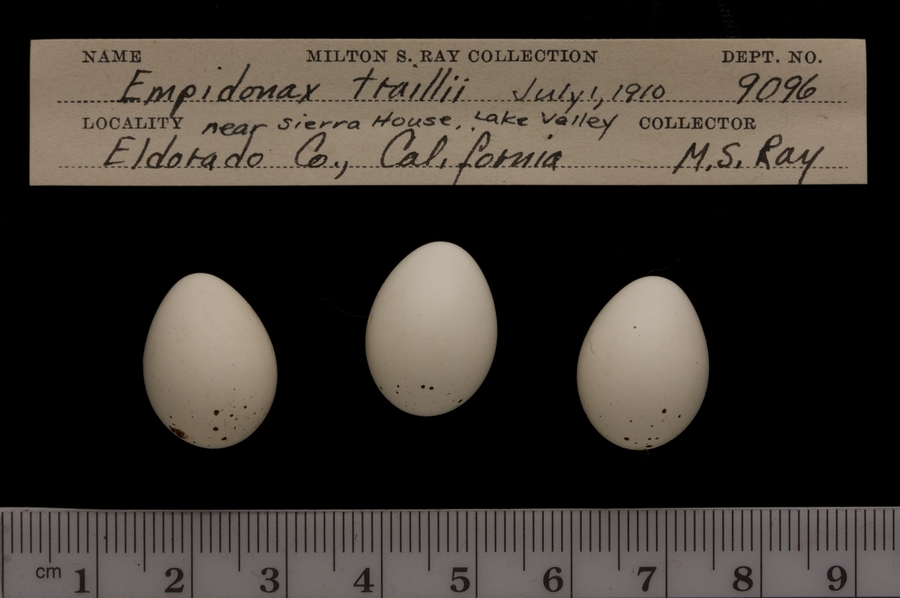 NAME MILTON S. RAY COLLECTION DEPT. NO.
Empidonax traillii July 1, 1910 9096
LOCALITY near Sierra House, Lake Valley COLLECTOR
Eldorado Co., California M.S. Ray
cm 1 2 3 4 5 6 7 8 9